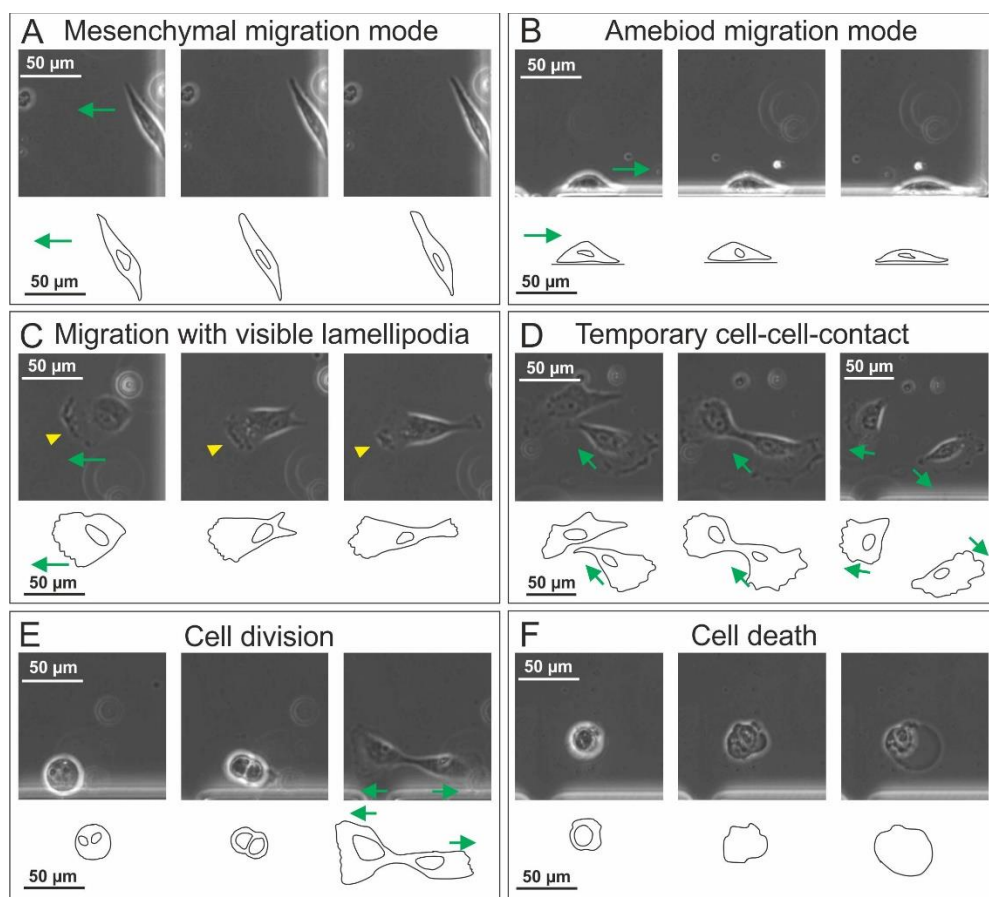 A Mesenchymal migration mode
50 µm
50 µm
B Amebiod migration mode
50 µm
50 µm
C Migration with visible lamellipodia
50 µm
50 µm
D Temporary cell-cell-contact
50 µm
50 µm
E Cell division
50 µm
50 µm
F Cell death
50 µm
50 µm